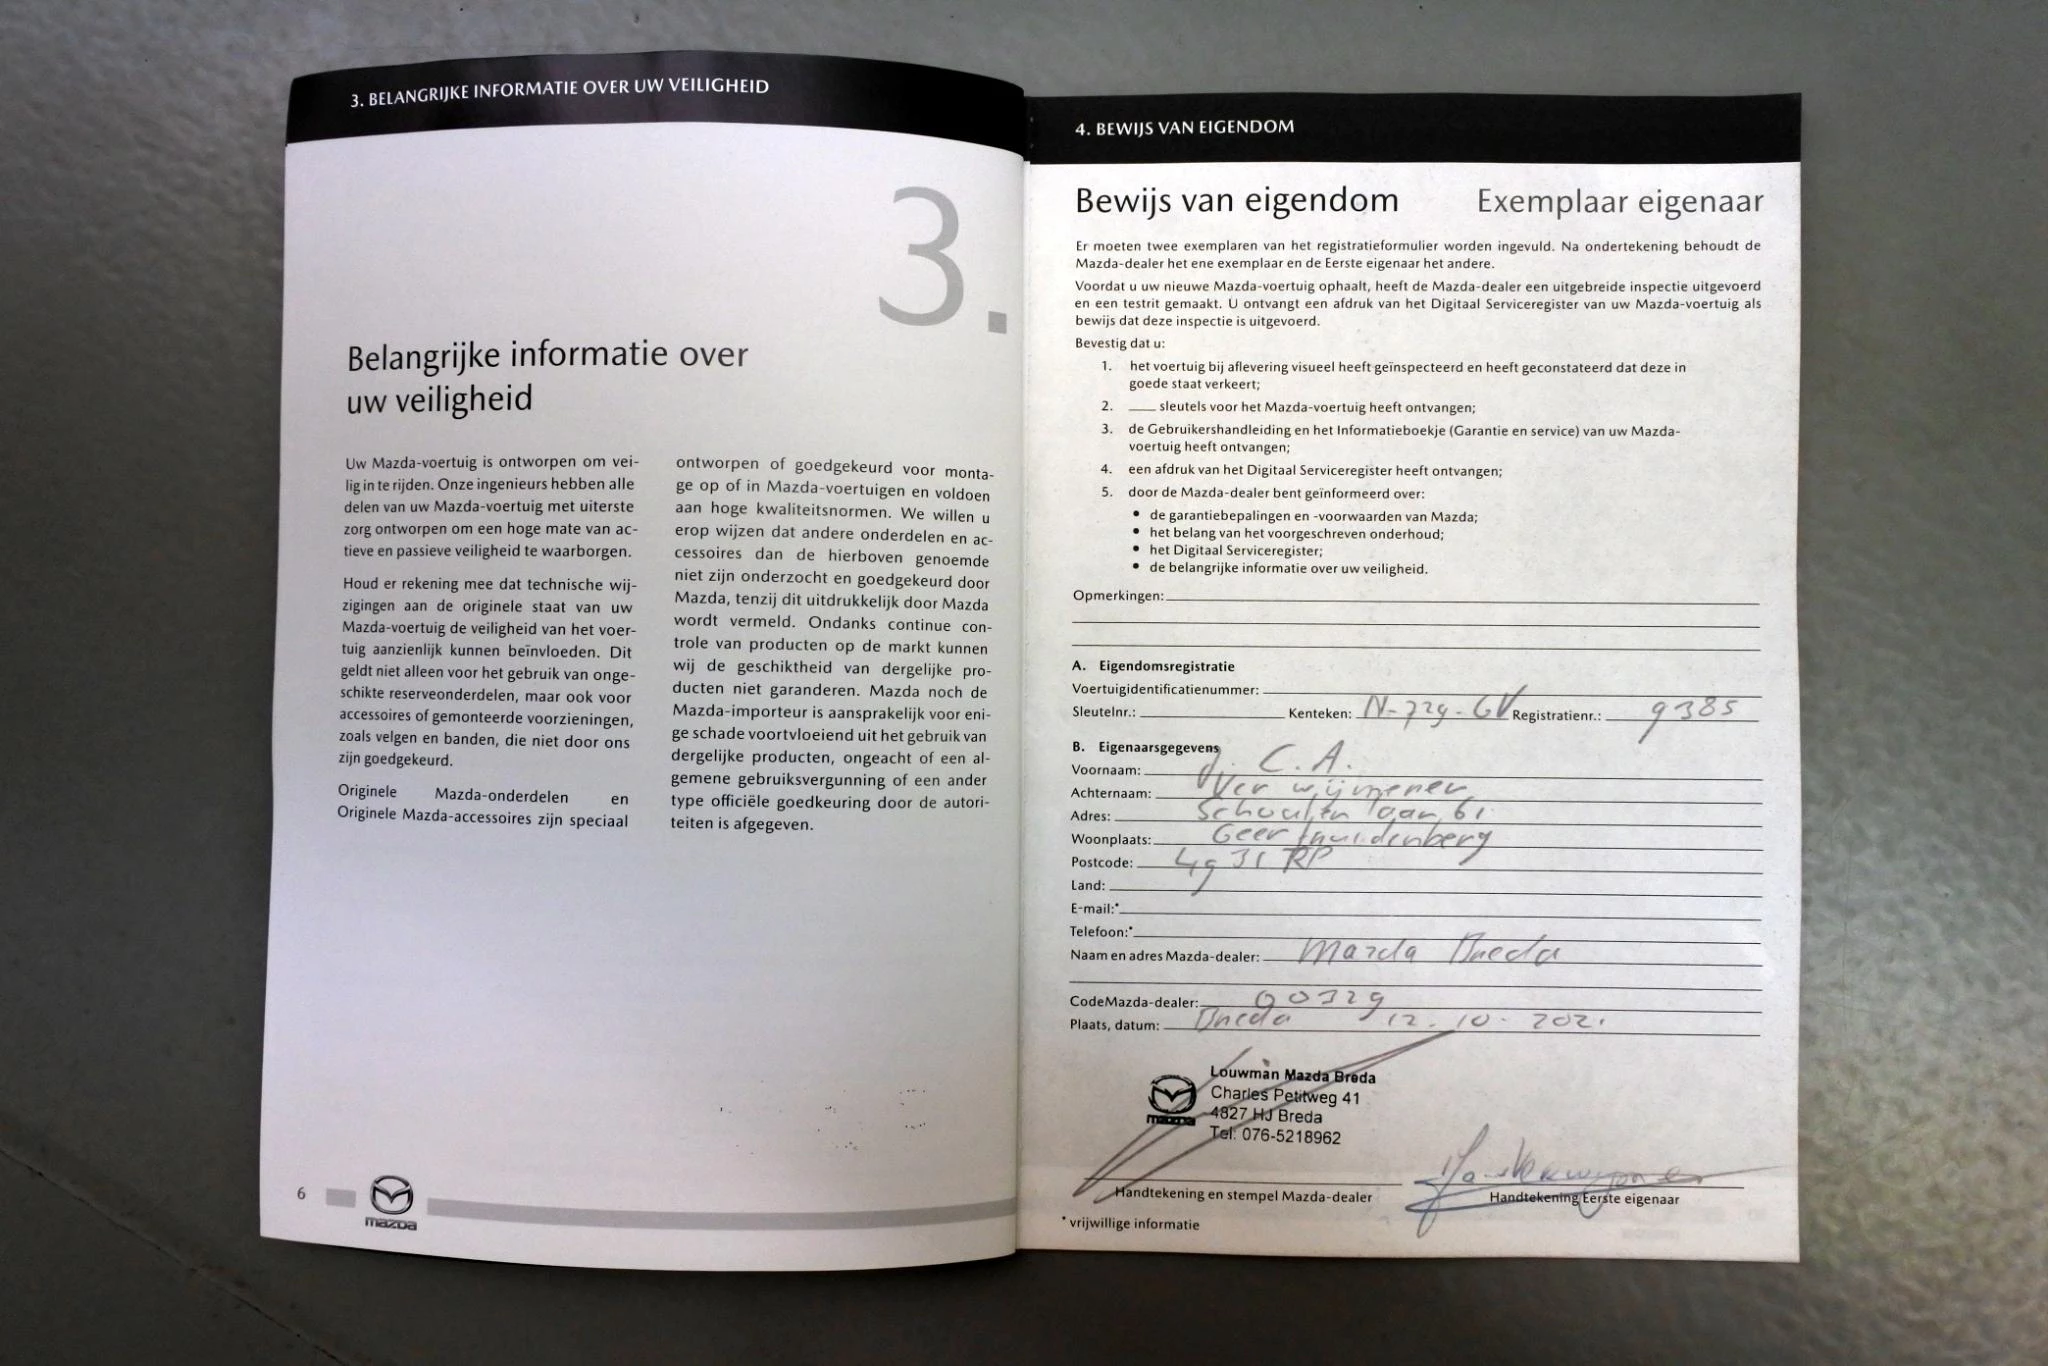 3. BELANGRIJKE INFORMATIE OVER UW VEILIGHEID
3.
Belangrijke informatie over
uw veiligheid
Uw Mazda-voertuig is ontworpen om vei-
lig in te rijden. Onze ingenieurs hebben alle
delen van uw Mazda-voertuig met uiterste
zorg ontworpen om een hoge mate van ac-
tieve en passieve veiligheid te waarborgen.
Houd er rekening mee dat technische wij-
zigingen aan de originele staat van uw
Mazda-voertuig de veiligheid van het voer-
tuig aanzienlijk kunnen beïnvloeden. Dit
geldt niet alleen voor het gebruik van onge-
schikte reserveonderdelen, maar ook voor
accessoires of gemonteerde voorzieningen,
zoals velgen en banden, die niet door ons
zijn goedgekeurd.
Originele Mazda-onderdelen en
Originele Mazda-accessoires zijn speciaal
ontworpen of goedgekeurd voor monta-
ge op of in Mazda-voertuigen en voldoen
aan hoge kwaliteitsnormen. We willen u
erop wijzen dat andere onderdelen en ac-
cessoires dan de hierboven genoemde
niet zijn onderzocht en goedgekeurd door
Mazda, tenzij dit uitdrukkelijk door Mazda
wordt vermeld. Ondanks continue con-
trole van producten op de markt kunnen
wij de geschiktheid van dergelijke pro-
ducten niet garanderen. Mazda noch de
Mazda-importeur is aansprakelijk voor eni-
ge schade voortvloeiend uit het gebruik van
dergelijke producten, ongeacht of een al-
gemene gebruiksvergunning of een ander
type officiële goedkeuring door de autori-
teiten is afgegeven.
6
mazda
4. BEWIJS VAN EIGENDOM
Bewijs van eigendom Exemplaar eigenaar
Er moeten twee exemplaren van het registratieformulier worden ingevuld. Na ondertekening behoudt de
Mazda-dealer het ene exemplaar en de Eerste eigenaar het andere.
Voordat u uw nieuwe Mazda-voertuig ophaalt, heeft de Mazda-dealer een uitgebreide inspectie uitgevoerd
en een testrit gemaakt. U ontvangt een afdruk van het Digitaal Serviceregister van uw Mazda-voertuig als
bewijs dat deze inspectie is uitgevoerd.
Bevestig dat u:
1. het voertuig bij aflevering visueel heeft geïnspecteerd en heeft geconstateerd dat deze in
goede staat verkeert;
2. ____ sleutels voor het Mazda-voertuig heeft ontvangen;
3. de Gebruikershandleiding en het Informatieboekje (Garantie en service) van uw Mazda-
voertuig heeft ontvangen;
4. een afdruk van het Digitaal Serviceregister heeft ontvangen;
5. door de Mazda-dealer bent geïnformeerd over:
• de garantiebepalingen en -voorwaarden van Mazda;
• het belang van het voorgeschreven onderhoud;
• het Digitaal Serviceregister;
• de belangrijke informatie over uw veiligheid.
Opmerkingen:
A. Eigendomsregistratie
Voertuigidentificatienummer:
Sleutelnr.: Kenteken: N-729-GV Registratienr.: 9385
B. Eigenaarsgegevens
Voornaam: J. C. A.
Achternaam: Ver wijmeren
Adres: Schoutenlaan 61
Woonplaats: Geertruidenberg
Postcode: 4931 RP
Land:
E-mail:*
Telefoon:*
Naam en adres Mazda-dealer: Mazda Breda
CodeMazda-dealer: 00329
Plaats, datum: Breda 12-10-2021
Louwman Mazda Breda
Charles Petitweg 41
4827 HJ Breda
Tel: 076-5218962
mazda
Handtekening en stempel Mazda-dealer Handtekening Eerste eigenaar
* vrijwillige informatie